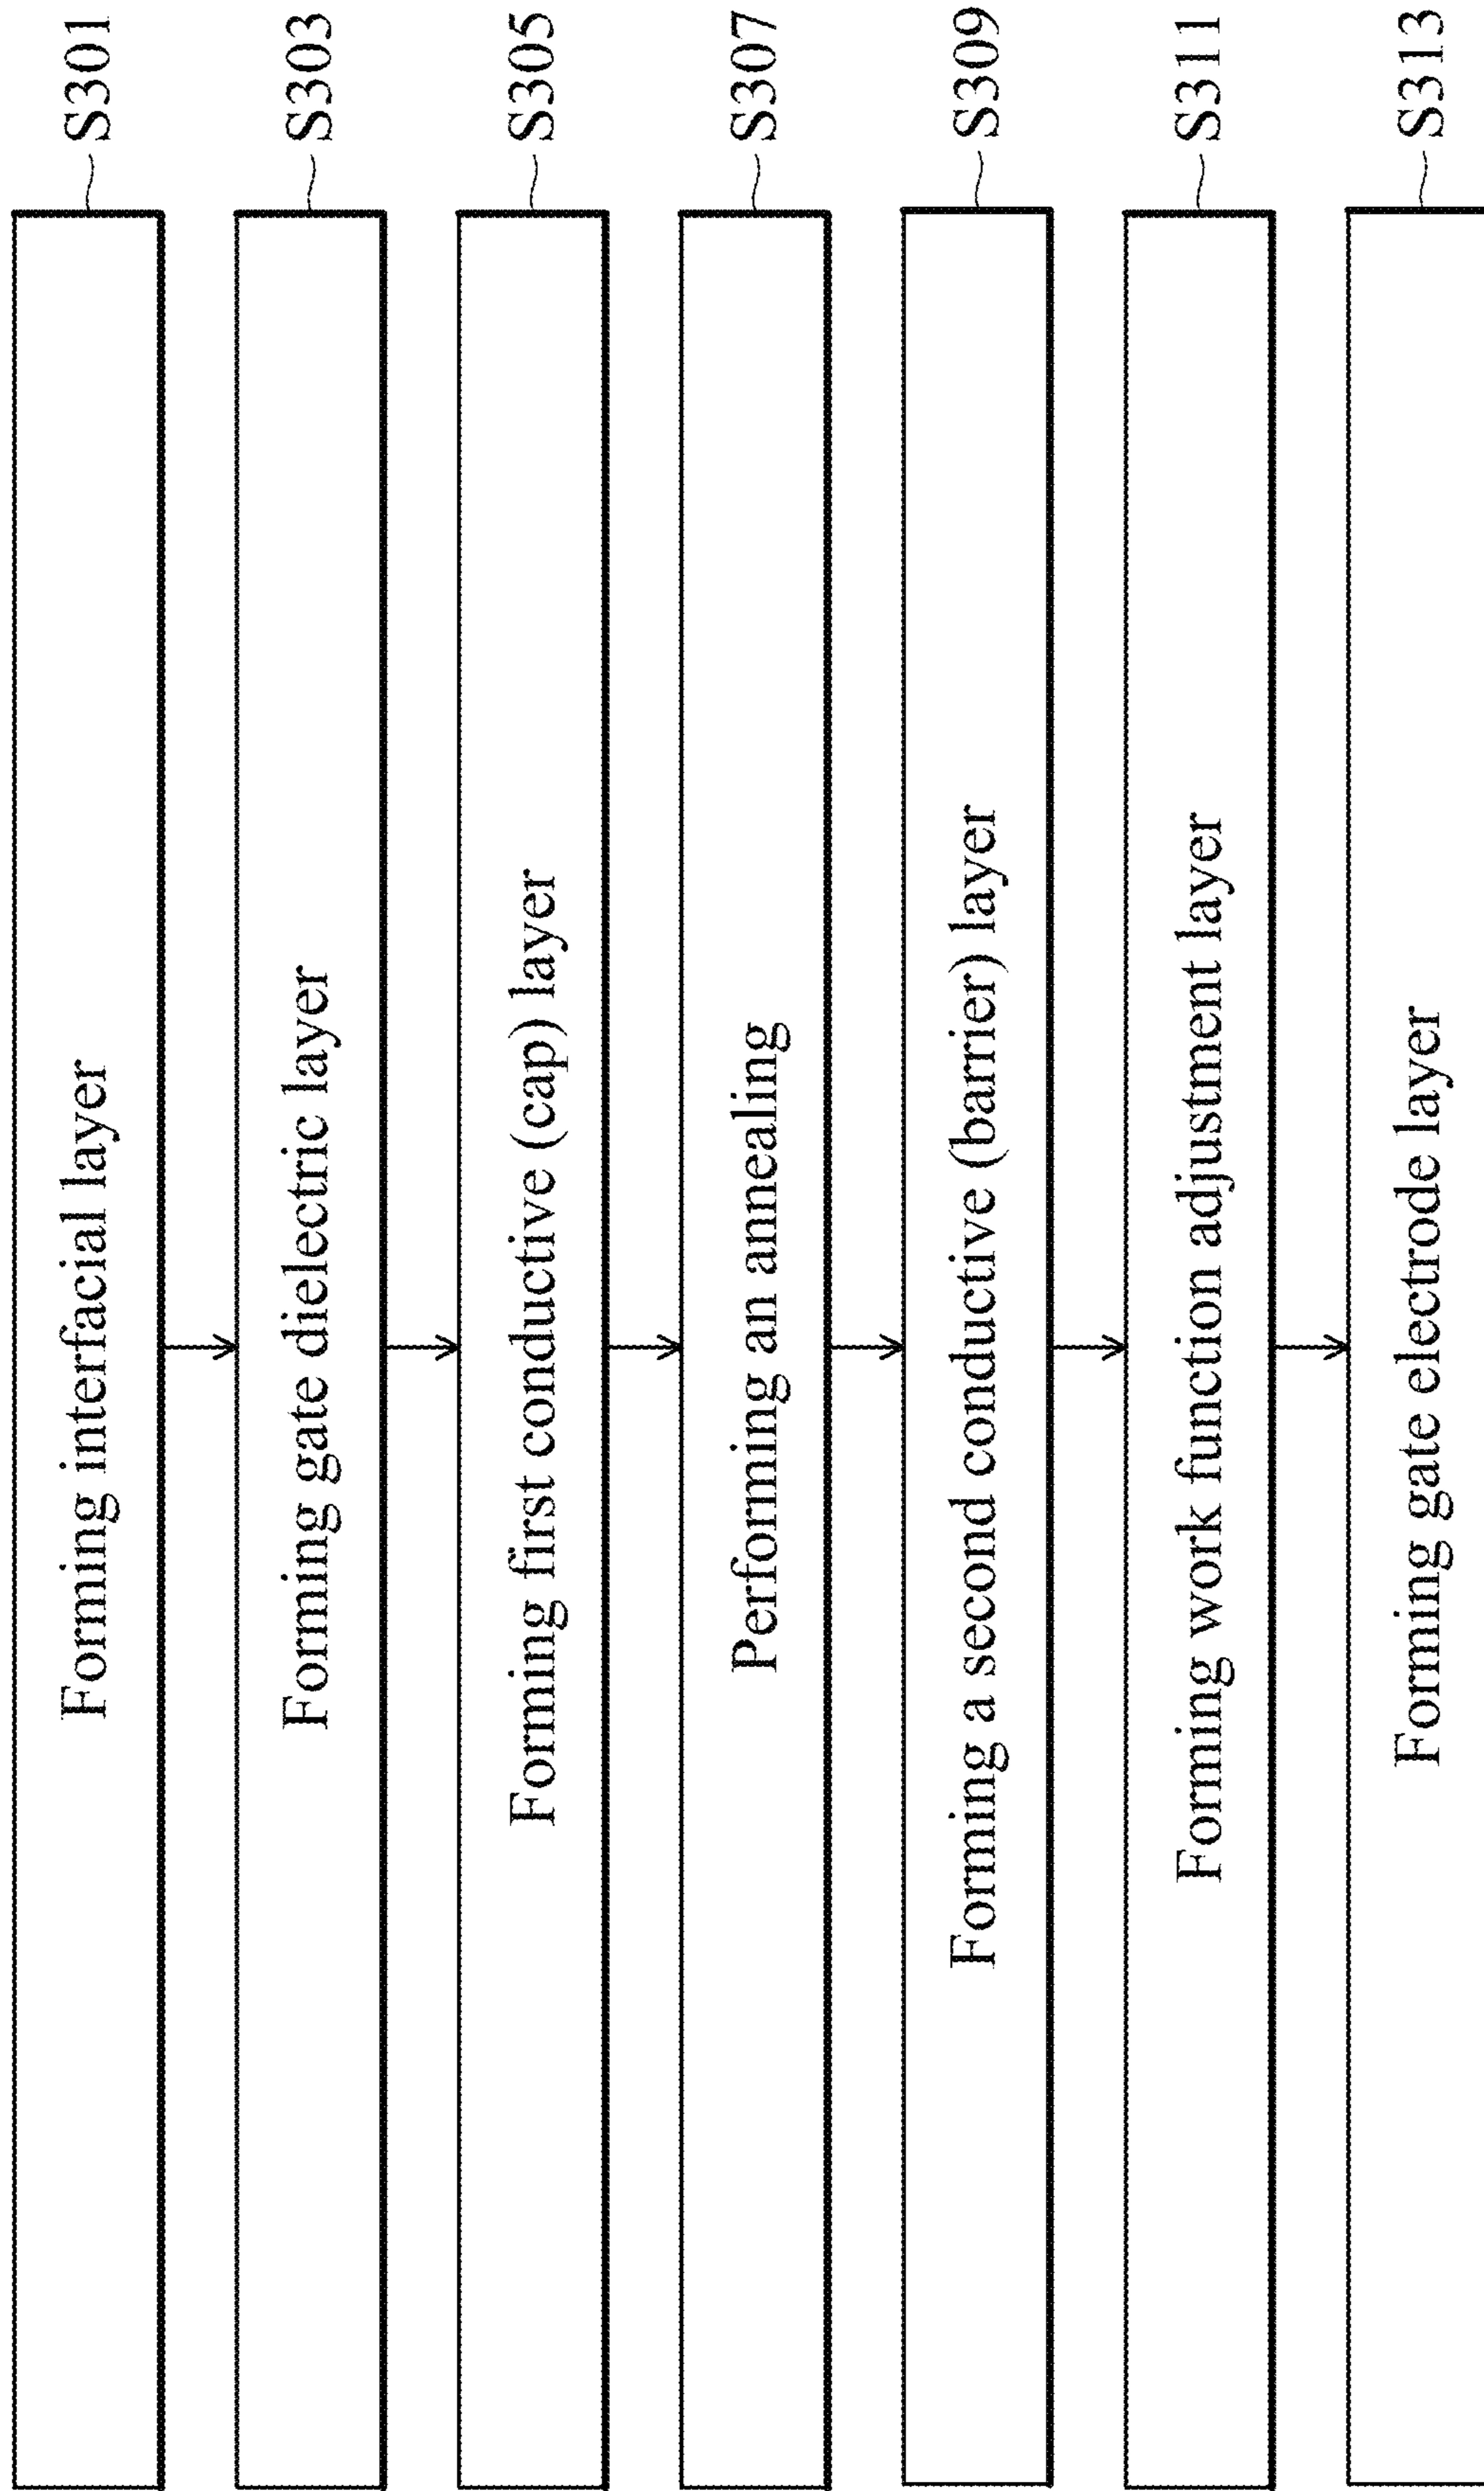 Forming interfacial layer
S301
Forming gate dielectric layer
S303
Forming first conductive (cap) layer
S305
Performing an annealing
S307
Forming a second conductive (barrier) layer
S309
Forming work function adjustment layer
S311
Forming gate electrode layer
S313